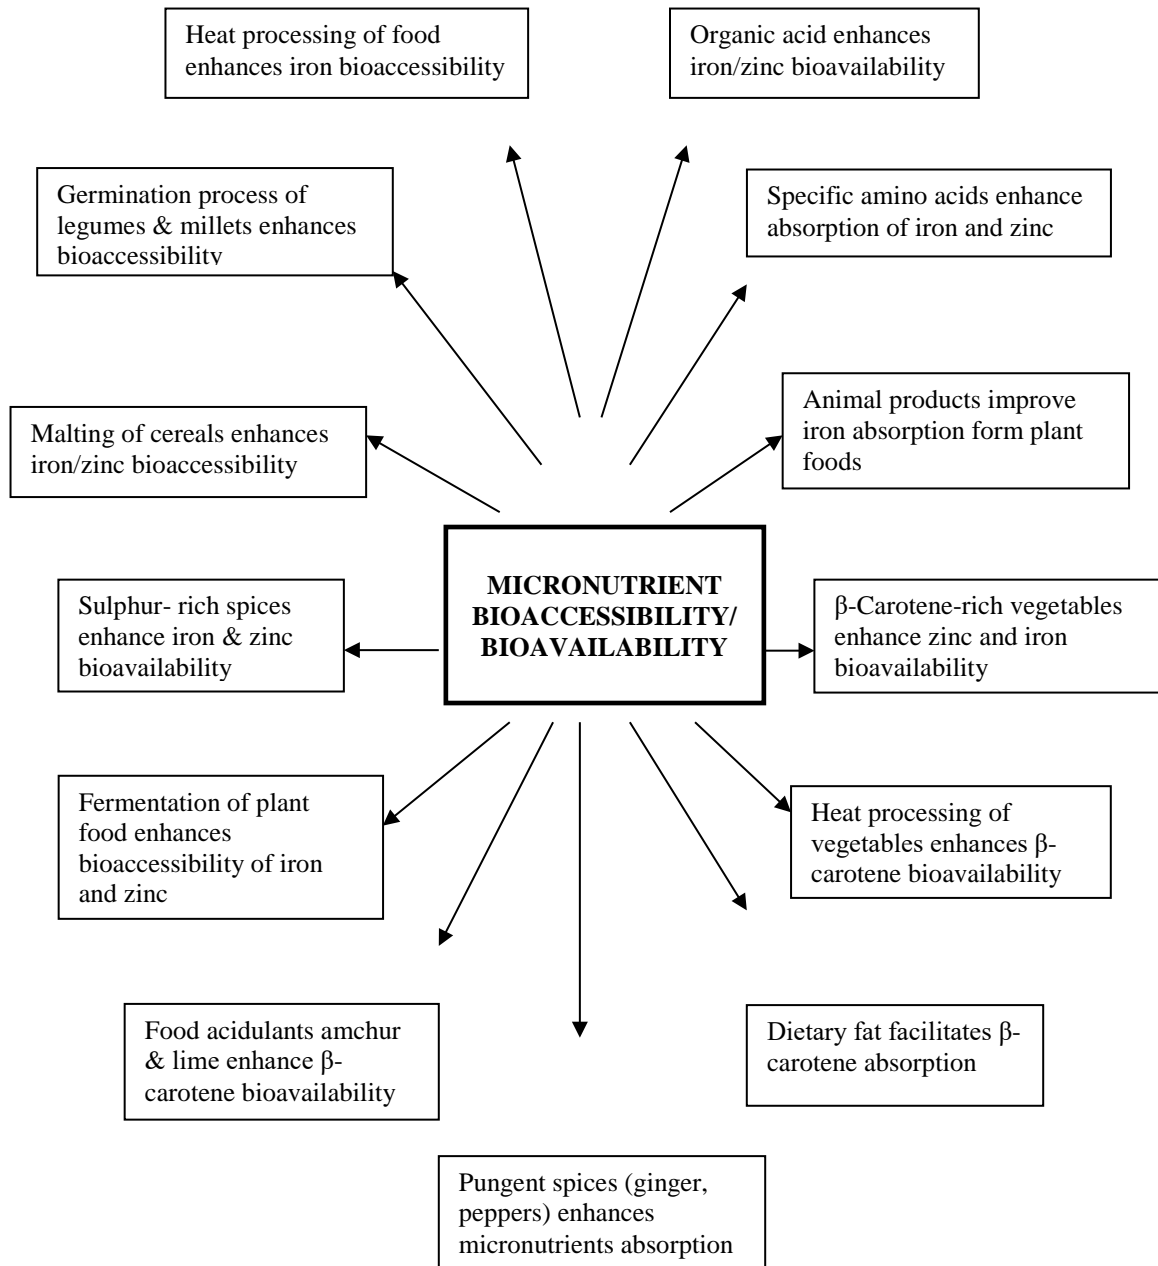 Heat processing of food
enhances iron bioaccessibility
Organic acid enhances
iron/zinc bioavailability
Germination process of
legumes & millets enhances
bioaccessibility
Specific amino acids enhance
absorption of iron and zinc
Malting of cereals enhances
iron/zinc bioaccessibility
Animal products improve
iron absorption form plant
foods
MICRONUTRIENT
BIOACCESSIBILITY/
BIOAVAILABILITY
Sulphur- rich spices
enhance iron & zinc
bioavailability
β-Carotene-rich vegetables
enhance zinc and iron
bioavailability
Fermentation of plant
food enhances
bioaccessibility of iron
and zinc
Heat processing of
vegetables enhances β-
carotene bioavailability
Food acidulants amchur
& lime enhance β-
carotene bioavailability
Dietary fat facilitates β-
carotene absorption
Pungent spices (ginger,
peppers) enhances
micronutrients absorption